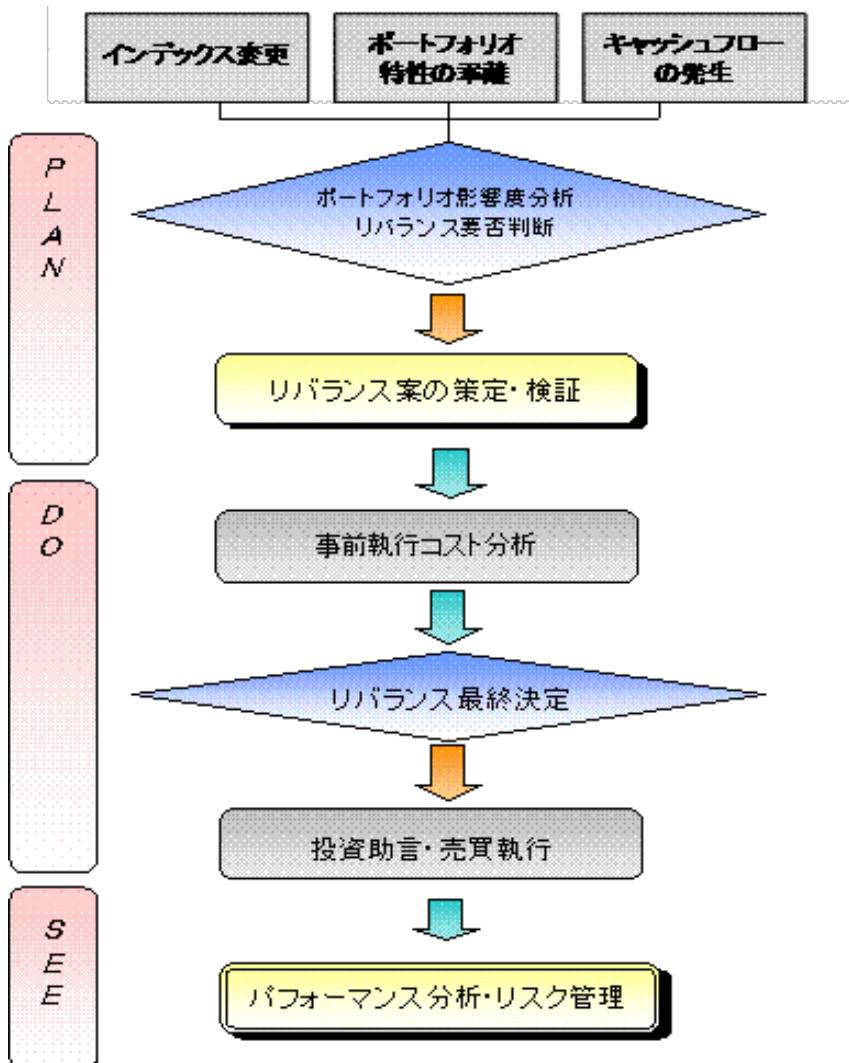 インデックス変更
ポートフォリオ
特性の乖離
キャッシュフロー
の発生
PLAN
ポートフォリオ影響度分析
リバランス要否判断
リバランス案の策定・検証
DO
事前執行コスト分析
リバランス最終決定
投資助言・売買執行
SEE
パフォーマンス分析・リスク管理